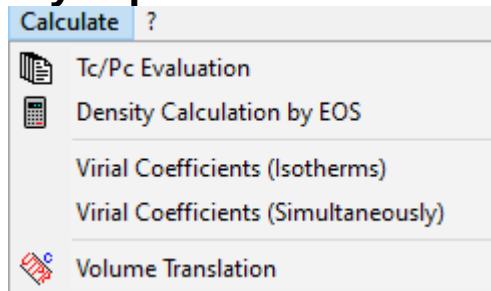 Calculate ?
Tc/Pc Evaluation
Density Calculation by EOS
Virial Coefficients (Isotherms)
Virial Coefficients (Simultaneously)
Volume Translation